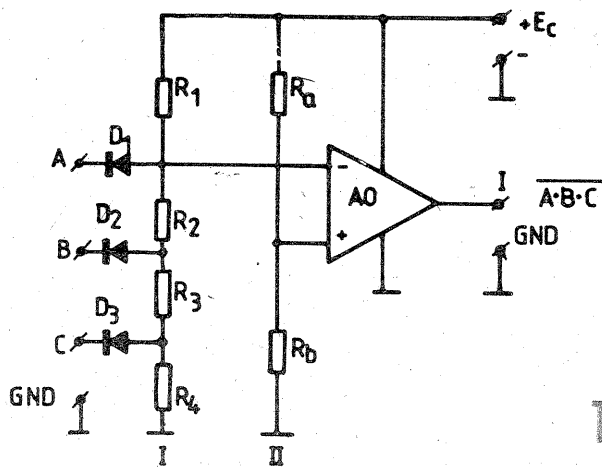 +Ec
-
R1
Ra
D1
A
-
AO
I
A·B·C
R2
D2
B
+
GND
R3
D3
C
Rb
GND
R4
I
II